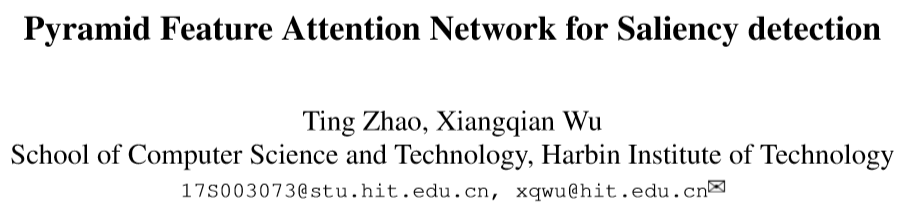 Pyramid Feature Attention Network for Saliency detection
Ting Zhao, Xiangqian Wu
School of Computer Science and Technology, Harbin Institute of Technology
17S003073@stu.hit.edu.cn, xqwu@hit.edu.cn✉